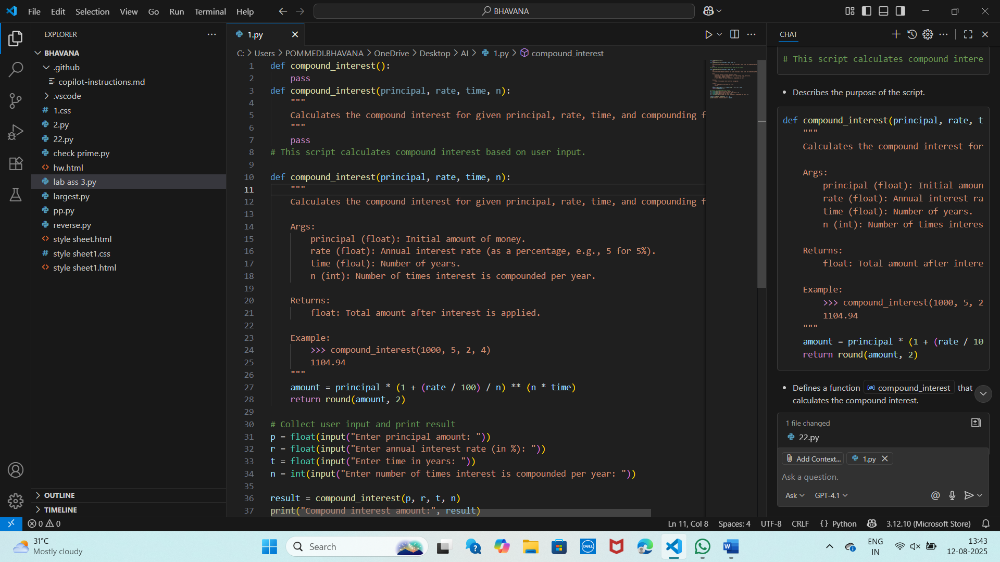 File Edit Selection View Go Run Terminal Help
BHAVANA
EXPLORER
BHAVANA
.github
copilot-instructions.md
.vscode
1.css
2.py
22.py
check prime.py
hw.html
lab ass 3.py
largest.py
pp.py
reverse.py
style sheet.html
style sheet1.css
style sheet1.html
OUTLINE
TIMELINE
1.py
C: > Users > POMMEDI.BHAVANA > OneDrive > Desktop > AI > 1.py > compound_interest
1 def compound_interest():
2     pass
3 def compound_interest(principal, rate, time, n):
4     """
5     Calculates the compound interest for given principal, rate, time, and compounding f
6     """
7     pass
8 # This script calculates compound interest based on user input.
9
10 def compound_interest(principal, rate, time, n):
11     """
12     Calculates the compound interest for given principal, rate, time, and compounding f
13
14     Args:
15         principal (float): Initial amount of money.
16         rate (float): Annual interest rate (as a percentage, e.g., 5 for 5%).
17         time (float): Number of years.
18         n (int): Number of times interest is compounded per year.
19
20     Returns:
21         float: Total amount after interest is applied.
22
23     Example:
24         >>> compound_interest(1000, 5, 2, 4)
25         1104.94
26     """
27     amount = principal * (1 + (rate / 100) / n) ** (n * time)
28     return round(amount, 2)
29
30 # Collect user input and print result
31 p = float(input("Enter principal amount: "))
32 r = float(input("Enter annual interest rate (in %): "))
33 t = float(input("Enter time in years: "))
34 n = int(input("Enter number of times interest is compounded per year: "))
35
36 result = compound_interest(p, r, t, n)
37 print("Compound interest amount:", result)
CHAT
# This script calculates compound intere
• Describes the purpose of the script.
def compound_interest(principal, rate, t
    """
    Calculates the compound interest for
    Args:
        principal (float): Initial amoun
        rate (float): Annual interest ra
        time (float): Number of years.
        n (int): Number of times interes
    Returns:
        float: Total amount after intere
    Example:
        >>> compound_interest(1000, 5, 2
        1104.94
    """
    amount = principal * (1 + (rate / 10
    return round(amount, 2)
• Defines a function compound_interest that
calculates the compound interest.
1 file changed
22.py
Add Context... 1.py
Ask a question.
Ask GPT-4.1
0 0
Ln 11, Col 8 Spaces: 4 UTF-8 CRLF {} Python 3.12.10 (Microsoft Store)
31°C
Mostly cloudy
Search
DELL
ENG
IN
13:43
12-08-2025